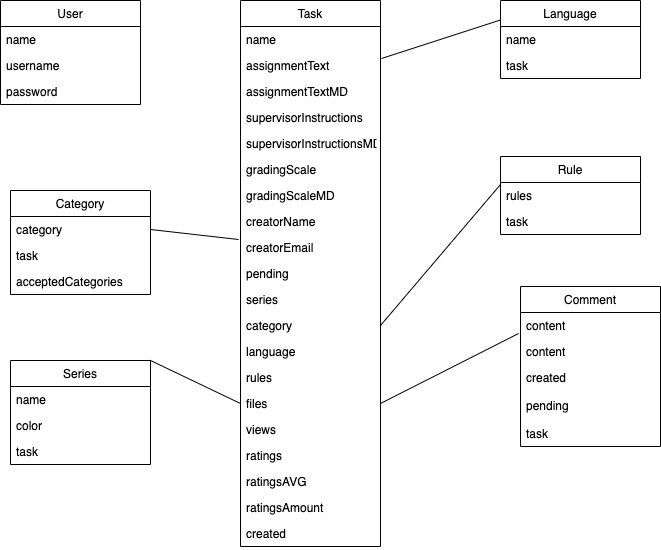 User
name
username
password
Task
name
assignmentText
assignmentTextMD
supervisorInstructions
supervisorInstructionsMD
gradingScale
gradingScaleMD
creatorName
creatorEmail
pending
series
category
language
rules
files
views
ratings
ratingsAVG
ratingsAmount
created
Language
name
task
Category
category
task
acceptedCategories
Rule
rules
task
Series
name
color
task
Comment
content
content
created
pending
task